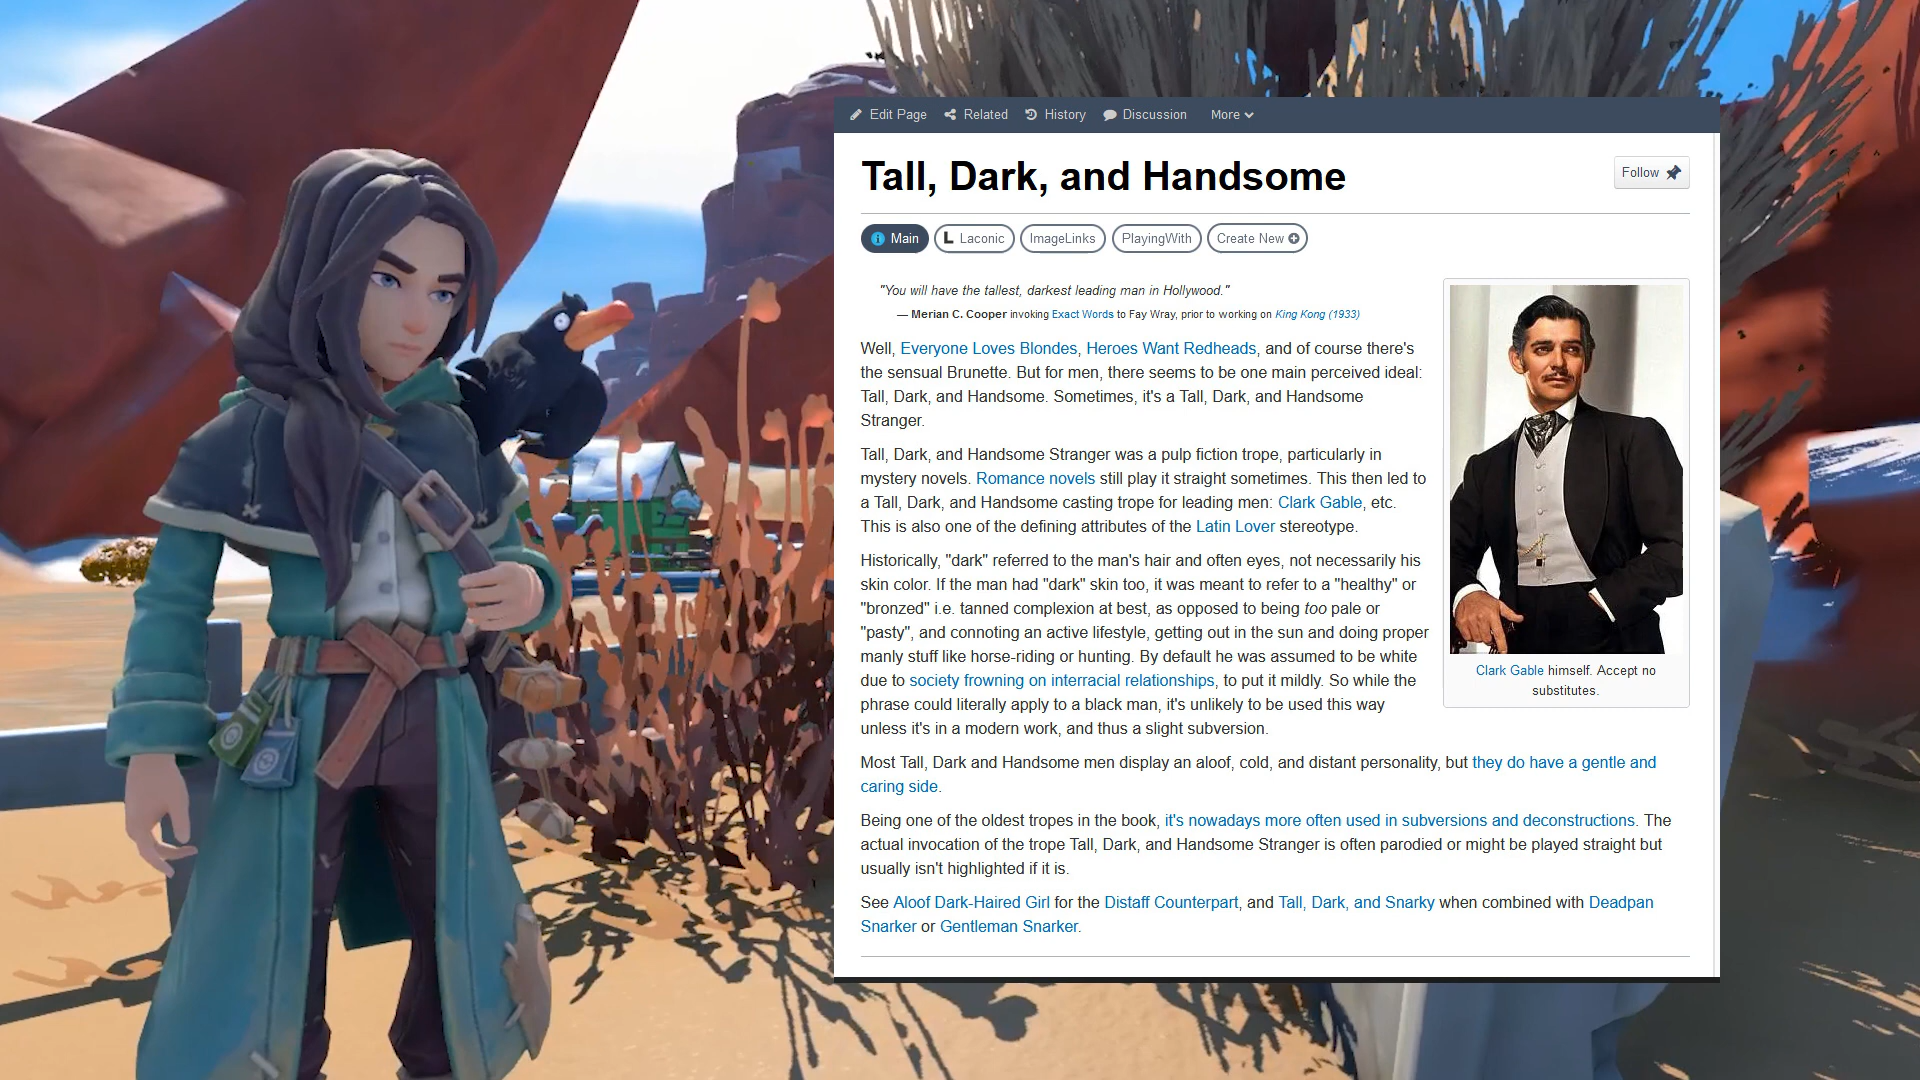 Edit Page Related History Discussion More
Tall, Dark, and Handsome
Follow
Main Laconic ImageLinks PlayingWith Create New
"You will have the tallest, darkest leading man in Hollywood."
— Merian C. Cooper invoking Exact Words to Fay Wray, prior to working on King Kong (1933)
Well, Everyone Loves Blondes, Heroes Want Redheads, and of course there's
the sensual Brunette. But for men, there seems to be one main perceived ideal:
Tall, Dark, and Handsome. Sometimes, it's a Tall, Dark, and Handsome
Stranger.
Tall, Dark, and Handsome Stranger was a pulp fiction trope, particularly in
mystery novels. Romance novels still play it straight sometimes. This then led to
a Tall, Dark, and Handsome casting trope for leading men: Clark Gable, etc.
This is also one of the defining attributes of the Latin Lover stereotype.
Historically, "dark" referred to the man's hair and often eyes, not necessarily his
skin color. If the man had "dark" skin too, it was meant to refer to a "healthy" or
"bronzed" i.e. tanned complexion at best, as opposed to being too pale or
"pasty", and connoting an active lifestyle, getting out in the sun and doing proper
manly stuff like horse-riding or hunting. By default he was assumed to be white
due to society frowning on interracial relationships, to put it mildly. So while the
phrase could literally apply to a black man, it's unlikely to be used this way
unless it's in a modern work, and thus a slight subversion.
Clark Gable himself. Accept no
substitutes.
Most Tall, Dark and Handsome men display an aloof, cold, and distant personality, but they do have a gentle and
caring side.
Being one of the oldest tropes in the book, it's nowadays more often used in subversions and deconstructions. The
actual invocation of the trope Tall, Dark, and Handsome Stranger is often parodied or might be played straight but
usually isn't highlighted if it is.
See Aloof Dark-Haired Girl for the Distaff Counterpart, and Tall, Dark, and Snarky when combined with Deadpan
Snarker or Gentleman Snarker.